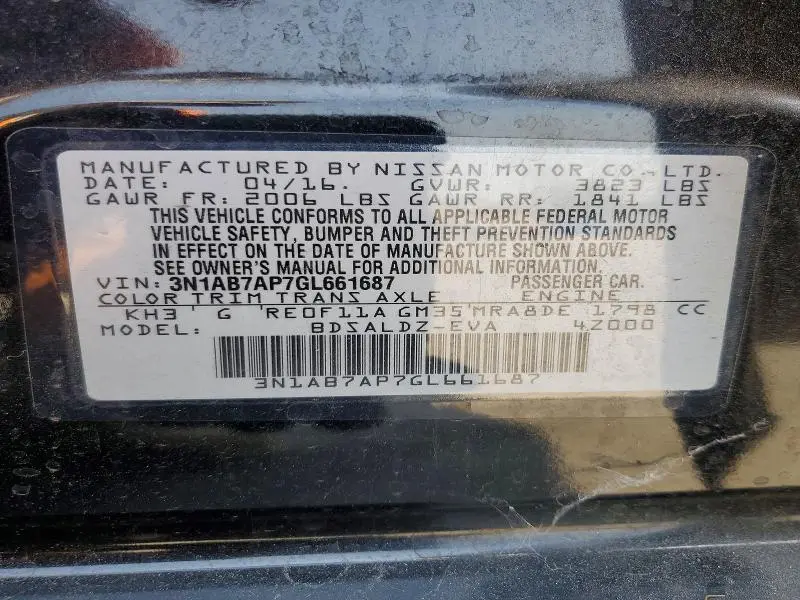 MANUFACTURED BY NISSAN MOTOR CO., LTD.
DATE: 04/16. GVWR: 3823 LBS
GAWR FR: 2006 LBS GAWR RR: 1841 LBS
THIS VEHICLE CONFORMS TO ALL APPLICABLE FEDERAL MOTOR
VEHICLE SAFETY, BUMPER AND THEFT PREVENTION STANDARDS
IN EFFECT ON THE DATE OF MANUFACTURE SHOWN ABOVE.
SEE OWNER'S MANUAL FOR ADDITIONAL INFORMATION.
VIN: 3N1AB7AP7GL661687 PASSENGER CAR.
COLOR TRIM TRANS AXLE ENGINE
KH3 G RE0F11A GM35 MRA8DE 1798 CC
MODEL: BDSALDZ-EVA 4Z000
3N1AB7AP7GL661687